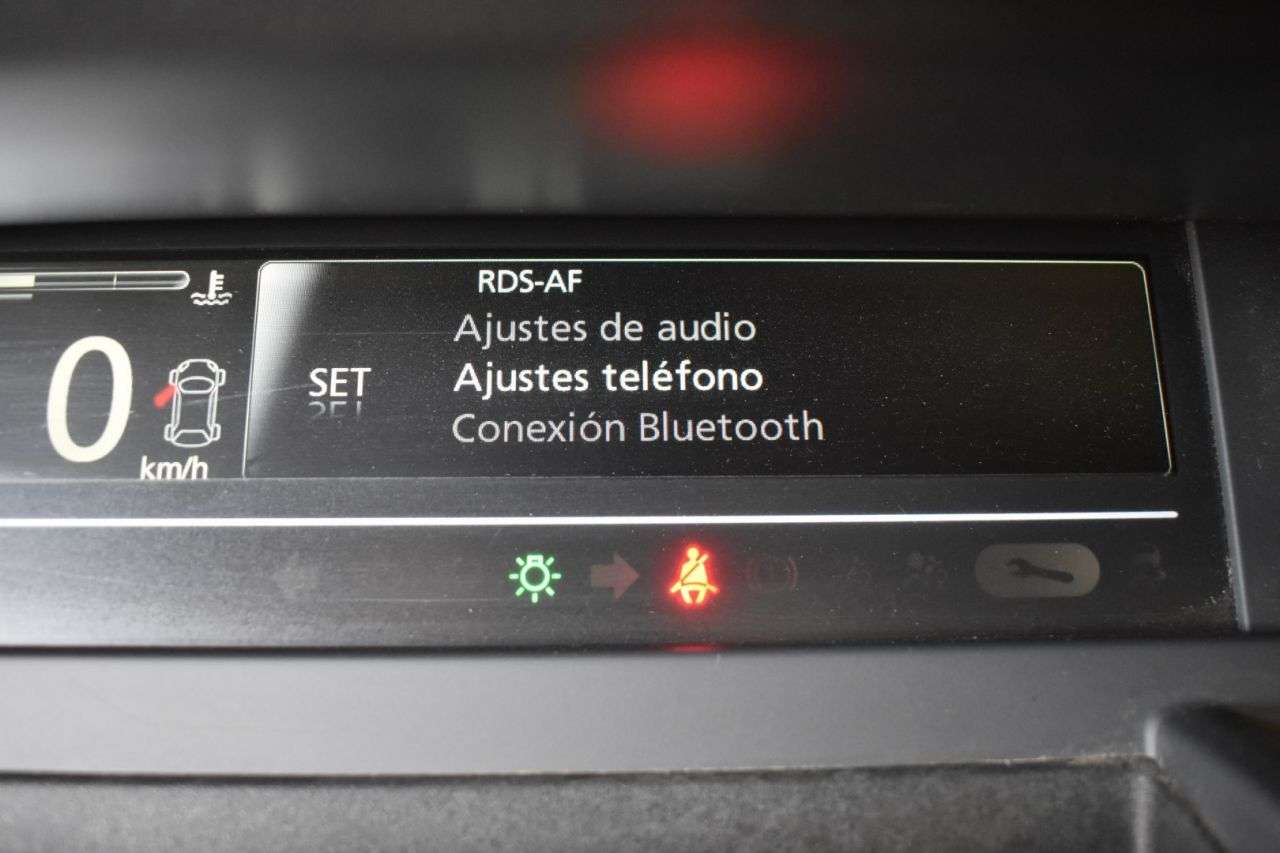 RDS-AF
Ajustes de audio
SET
Ajustes teléfono
Conexión Bluetooth
0
km/h